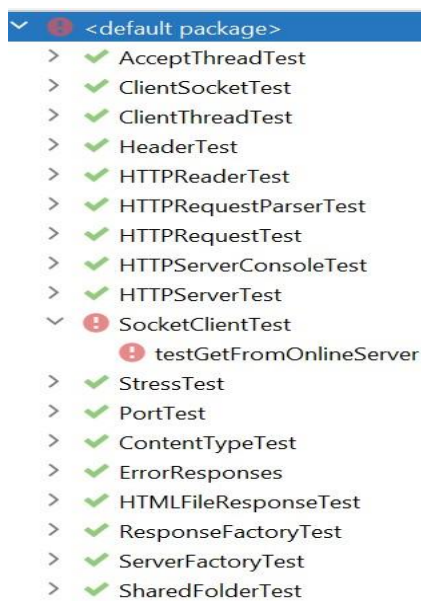 <default package>
AcceptThreadTest
ClientSocketTest
ClientThreadTest
HeaderTest
HTTPReaderTest
HTTPRequestParserTest
HTTPRequestTest
HTTPServerConsoleTest
HTTPServerTest
SocketClientTest
testGetFromOnlineServer
StressTest
PortTest
ContentTypeTest
ErrorResponses
HTMLFileResponseTest
ResponseFactoryTest
ServerFactoryTest
SharedFolderTest